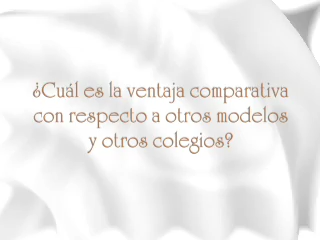 ¿Cuál es la ventaja comparativa
con respecto a otros modelos
y otros colegios?